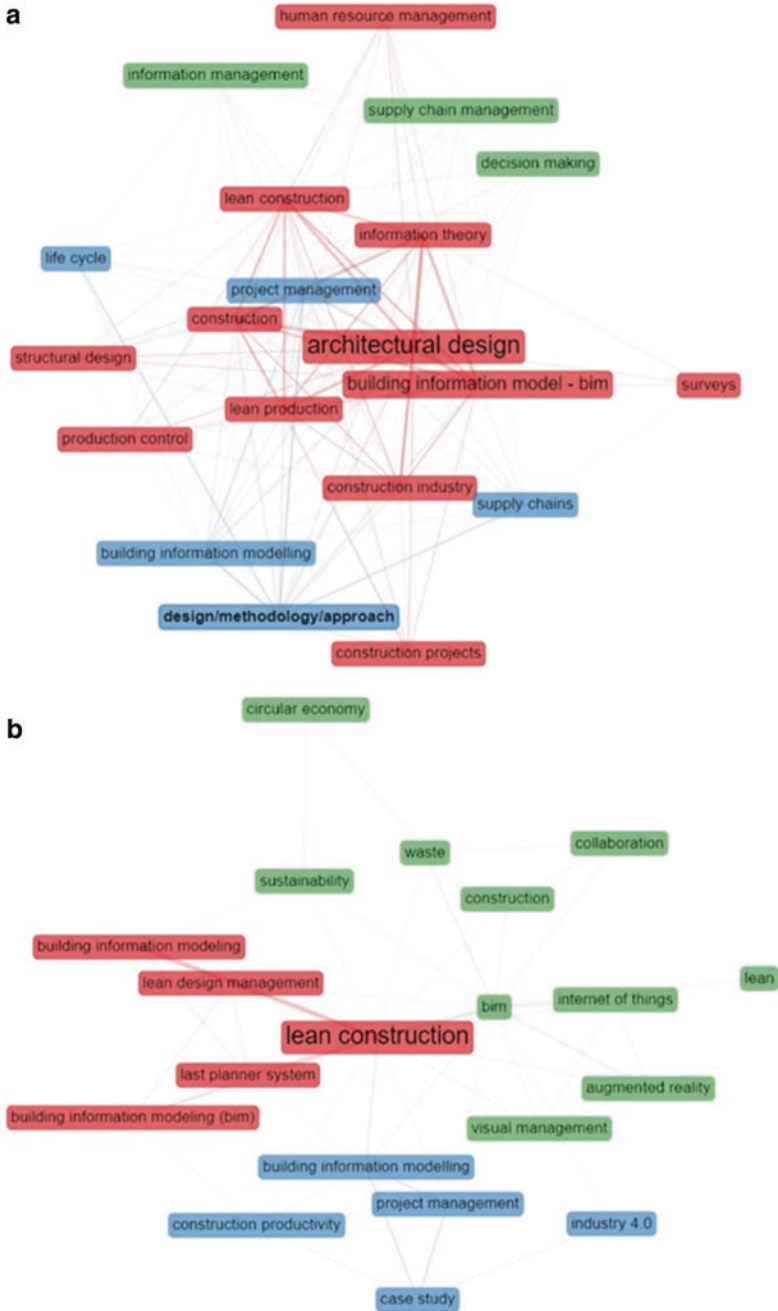 a
human resource management
information management
supply chain management
decision making
lean construction
information theory
life cycle
project management
construction
architectural design
structural design
building information model - bim
surveys
lean production
production control
construction industry
supply chains
building information modelling
design/methodology/approach
construction projects
b
circular economy
collaboration
waste
sustainability
construction
building information modeling
lean design management
lean
internet of things
bim
lean construction
last planner system
augmented reality
building information modeling (bim)
visual management
building information modelling
project management
construction productivity
industry 4.0
case study